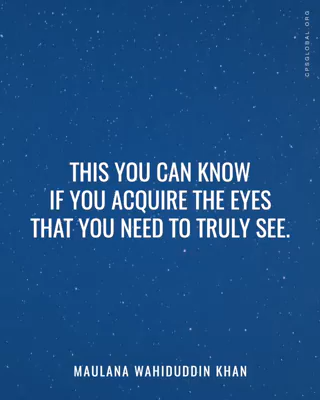 CPSGLOBAL.ORG
THIS YOU CAN KNOW
IF YOU ACQUIRE THE EYES
THAT YOU NEED TO TRULY SEE.
MAULANA WAHIDUDDIN KHAN